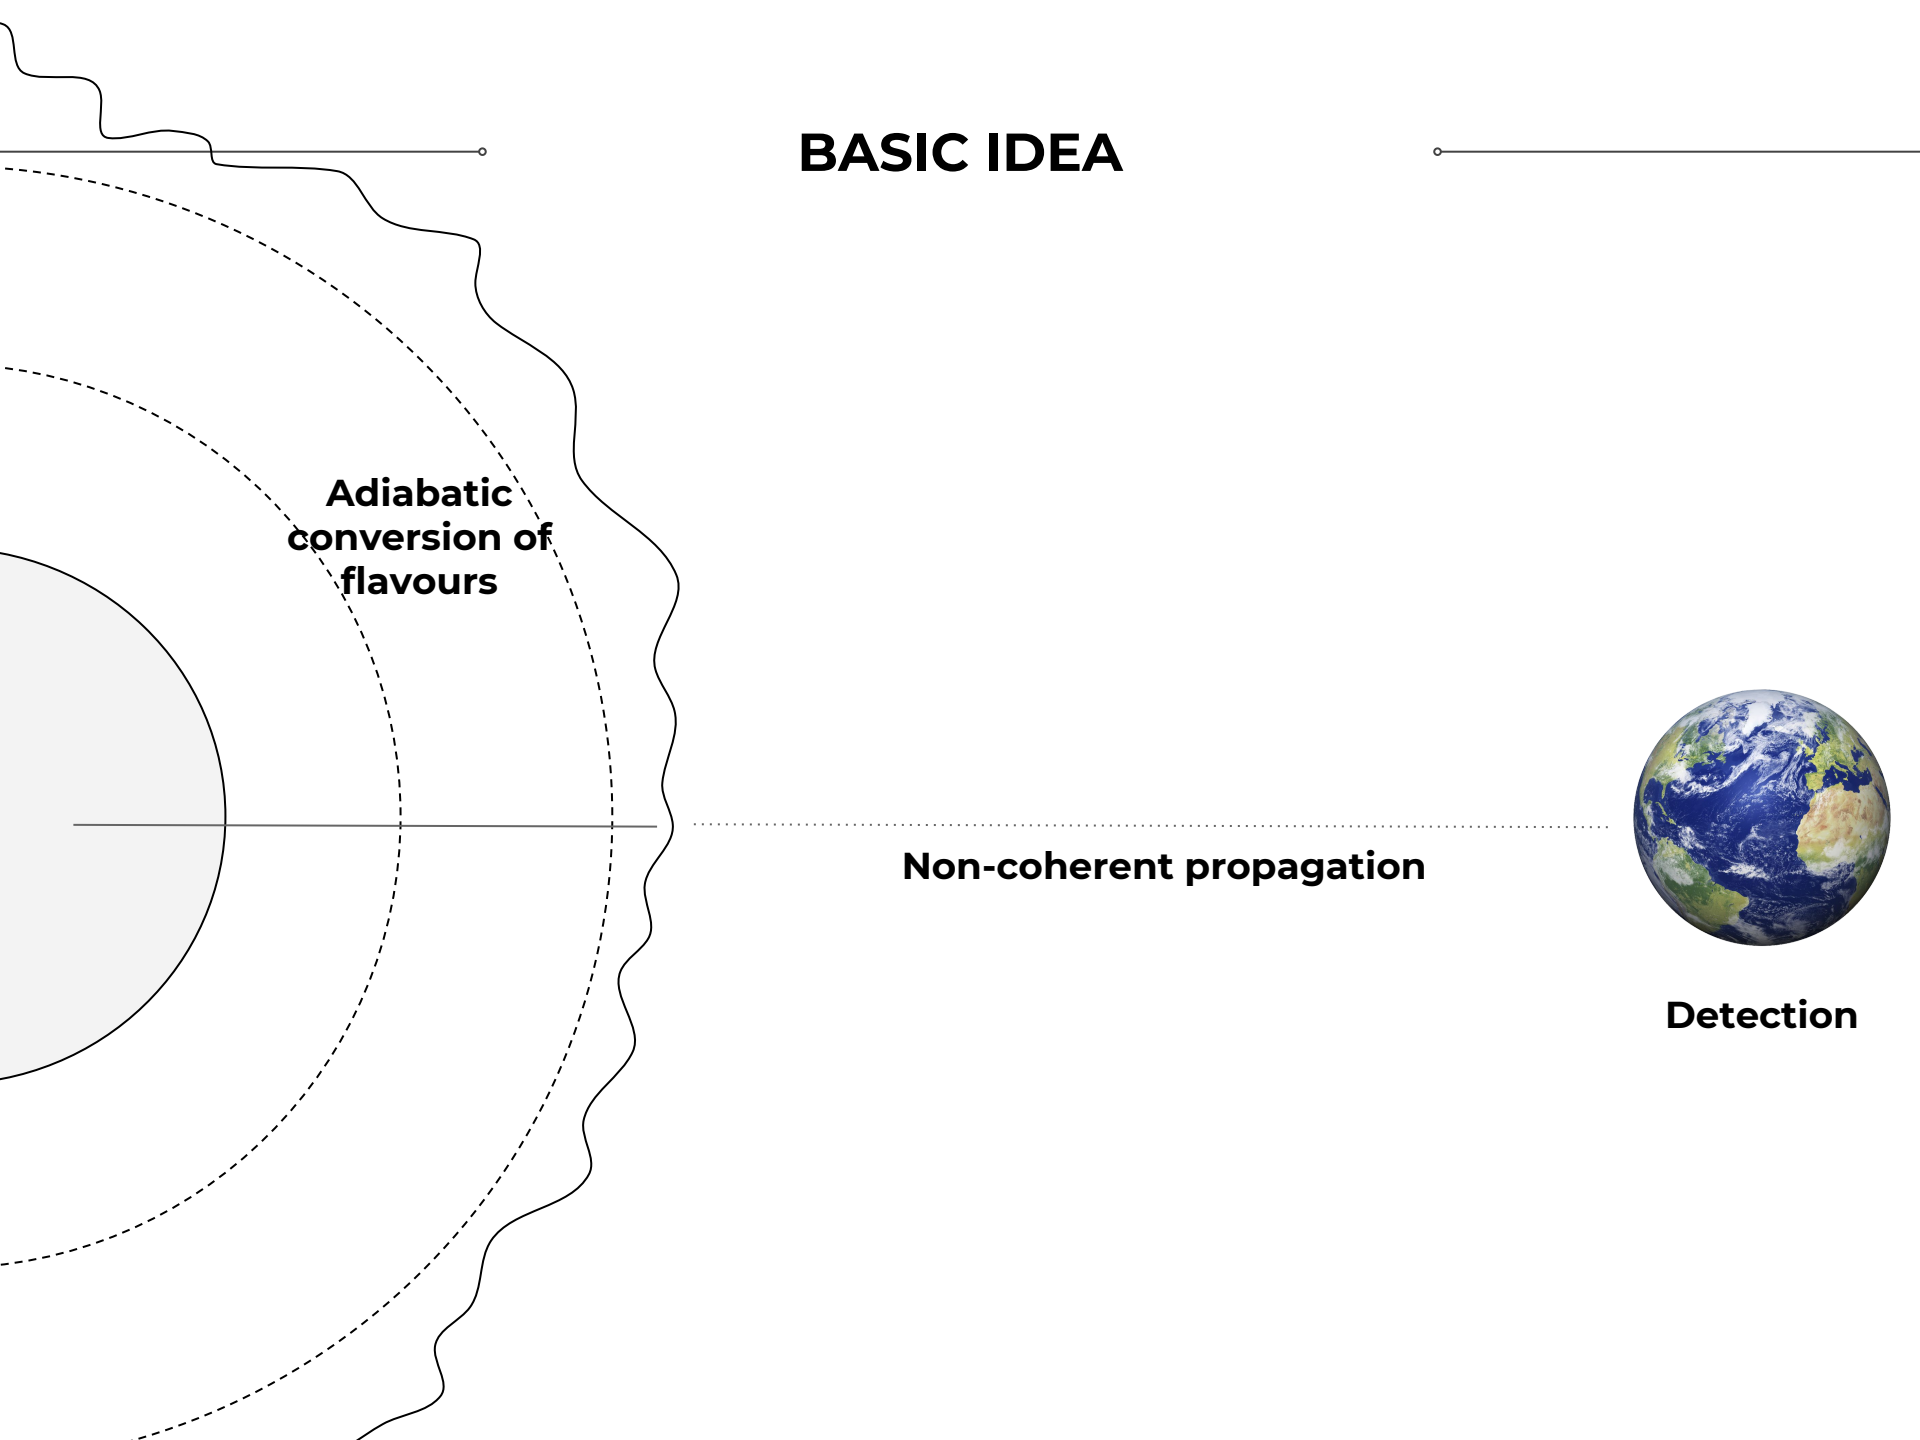 BASIC IDEA
Adiabatic
conversion of
flavours
Non-coherent propagation
Detection